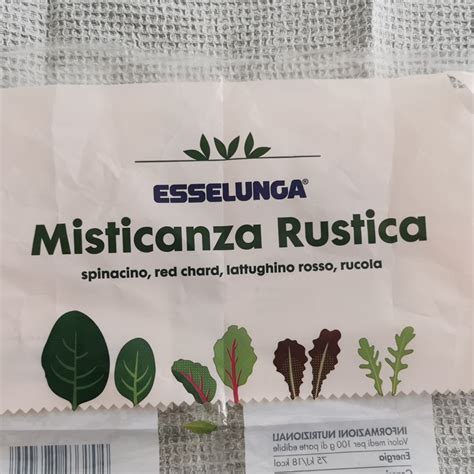 ESSELUNGA®
Misticanza Rustica
spinacino, red chard, lattughino rosso, rucola
INFORMAZIONI NUTRIZIONALI
Valori medi per 100 g di parte edibile
Energia 75 kJ/18 kcal